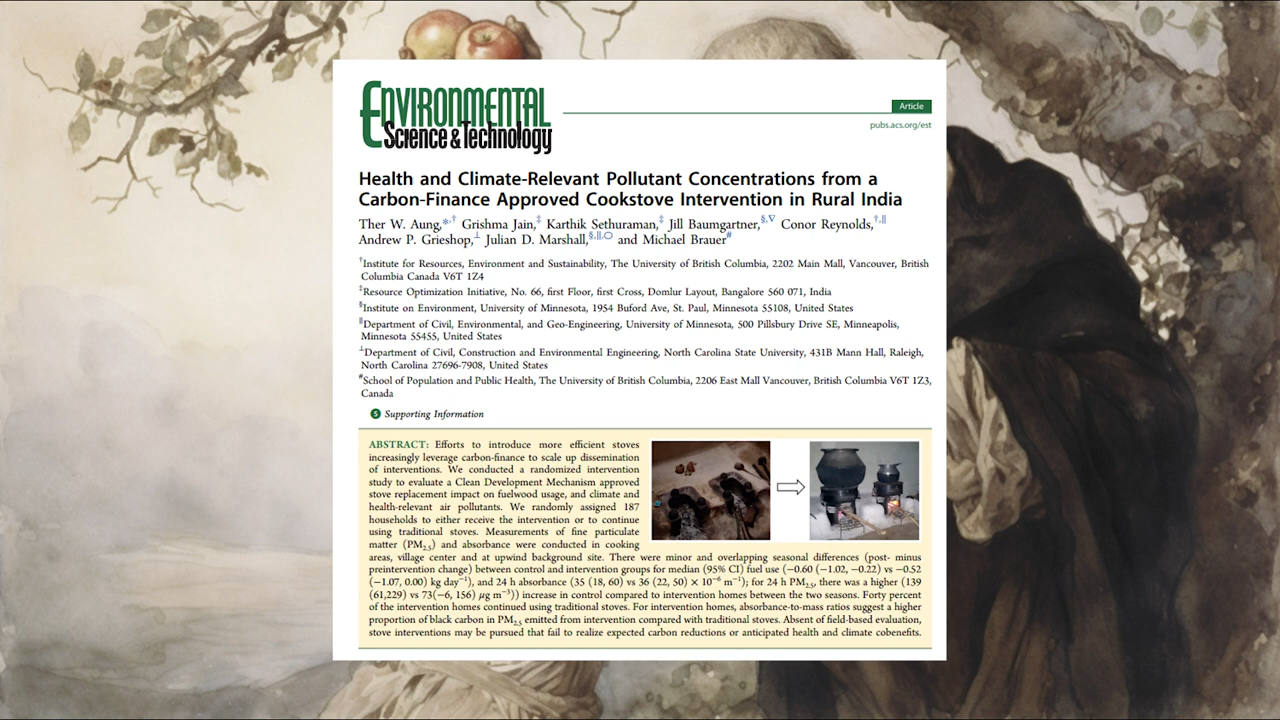 ENVIRONMENTAL
Science & Technology
Article
pubs.acs.org/est
Health and Climate-Relevant Pollutant Concentrations from a
Carbon-Finance Approved Cookstove Intervention in Rural India
Ther W. Aung,*,† Grishma Jain,‡ Karthik Sethuraman,‡ Jill Baumgartner,§,∇ Conor Reynolds,†,∥
Andrew P. Grieshop,⊥ Julian D. Marshall,§,∥,○ and Michael Brauer#
†Institute for Resources, Environment and Sustainability, The University of British Columbia, 2202 Main Mall, Vancouver, British
Columbia Canada V6T 1Z4
‡Resource Optimization Initiative, No. 66, first Floor, first Cross, Domlur Layout, Bangalore 560 071, India
§Institute on Environment, University of Minnesota, 1954 Buford Ave, St. Paul, Minnesota 55108, United States
∥Department of Civil, Environmental, and Geo-Engineering, University of Minnesota, 500 Pillsbury Drive SE, Minneapolis,
Minnesota 55455, United States
⊥Department of Civil, Construction and Environmental Engineering, North Carolina State University, 431B Mann Hall, Raleigh,
North Carolina 27696-7908, United States
#School of Population and Public Health, The University of British Columbia, 2206 East Mall Vancouver, British Columbia V6T 1Z3,
Canada
S Supporting Information
ABSTRACT: Efforts to introduce more efficient stoves
increasingly leverage carbon-finance to scale up dissemination
of interventions. We conducted a randomized intervention
study to evaluate a Clean Development Mechanism approved
stove replacement impact on fuelwood usage, and climate and
health-relevant air pollutants. We randomly assigned 187
households to either receive the intervention or to continue
using traditional stoves. Measurements of fine particulate
matter (PM2.5) and absorbance were conducted in cooking
areas, village center and at upwind background site. There were minor and overlapping seasonal differences (post- minus
preintervention change) between control and intervention groups for median (95% CI) fuel use (−0.60 (−1.02, −0.22) vs −0.52
(−1.07, 0.00) kg day−1), and 24 h absorbance (35 (18, 60) vs 36 (22, 50) × 10−6 m−1); for 24 h PM2.5, there was a higher (139
(61,229) vs 73(−6, 156) μg m−3)) increase in control compared to intervention homes between the two seasons. Forty percent
of the intervention homes continued using traditional stoves. For intervention homes, absorbance-to-mass ratios suggest a higher
proportion of black carbon in PM2.5 emitted from intervention compared with traditional stoves. Absent of field-based evaluation,
stove interventions may be pursued that fail to realize expected carbon reductions or anticipated health and climate cobenefits.